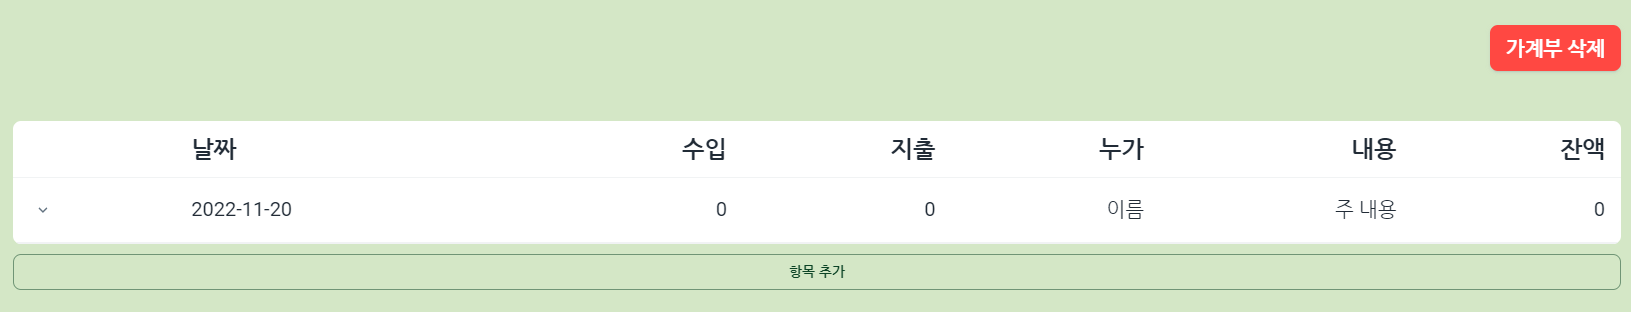 가계부 삭제
날짜 수입 지출 누가 내용 잔액
2022-11-20 0 0 이름 주 내용 0
항목 추가